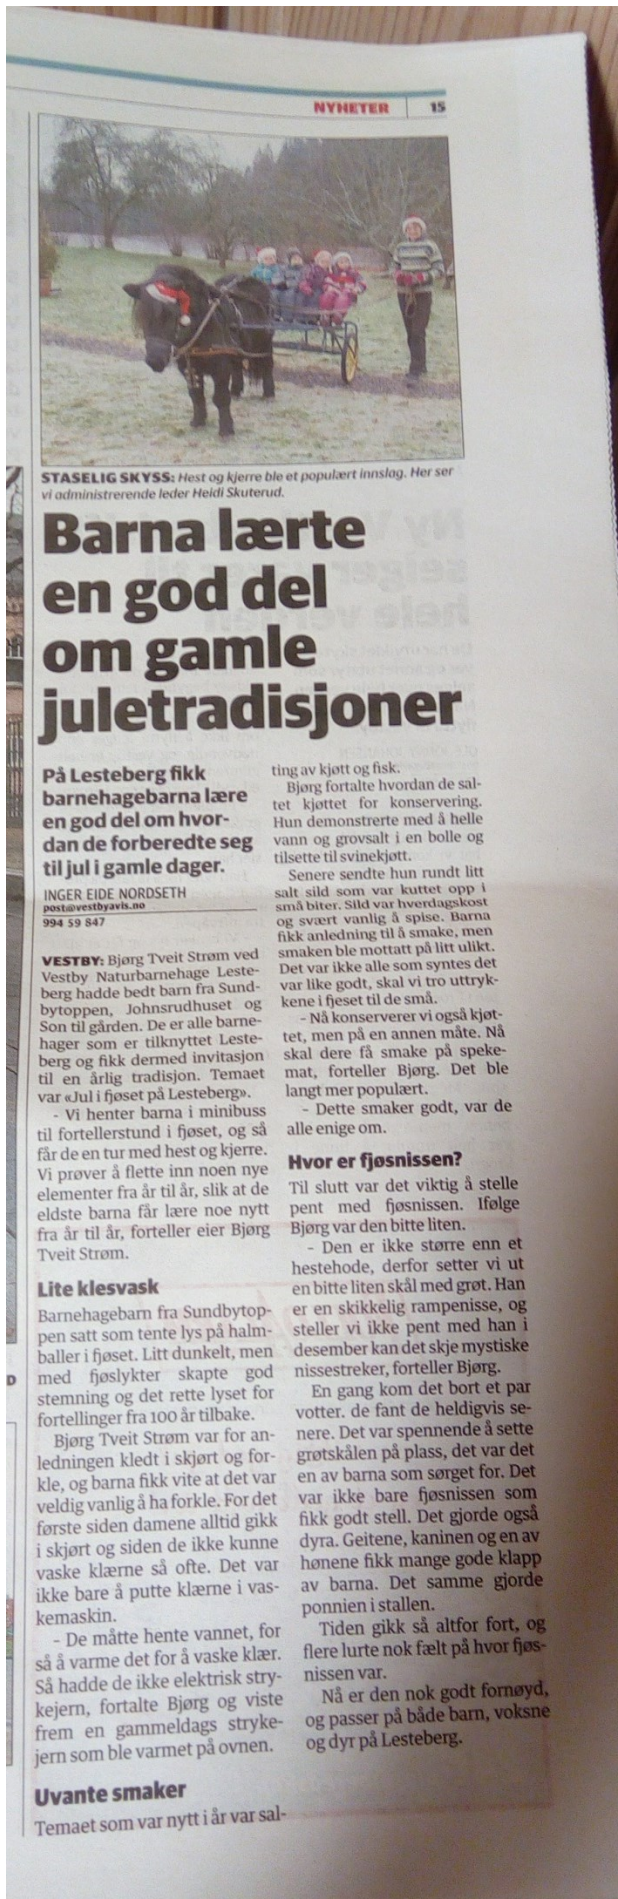 NYHETER 15
STASELIG SKYSS: Hest og kjerre ble et populært innslag. Her ser
vi administrerende leder Heidi Skuterud.
Barna lærte
en god del
om gamle
juletradisjoner
På Lesteberg fikk
barnehagebarna lære
en god del om hvor-
dan de forberedte seg
til jul i gamle dager.
INGER EIDE NORDSETH
post@vestbyavis.no
994 59 847
VESTBY: Bjørg Tveit Strøm ved
Vestby Naturbarnehage Leste-
berg hadde bedt barn fra Sund-
bytoppen, Johnsrudhuset og
Son til gården. De er alle barne-
hager som er tilknyttet Leste-
berg og fikk dermed invitasjon
til en årlig tradisjon. Temaet
var «Jul i fjøset på Lesteberg».
- Vi henter barna i minibuss
til fortellerstund i fjøset, og så
får de en tur med hest og kjerre.
Vi prøver å flette inn noen nye
elementer fra år til år, slik at de
eldste barna får lære noe nytt
fra år til år, forteller eier Bjørg
Tveit Strøm.
Lite klesvask
Barnehagebarn fra Sundbytop-
pen satt som tente lys på halm-
baller i fjøset. Litt dunkelt, men
med fjøslykter skapte god
stemning og det rette lyset for
fortellinger fra 100 år tilbake.
Bjørg Tveit Strøm var for an-
ledningen kledt i skjørt og for-
kle, og barna fikk vite at det var
veldig vanlig å ha forkle. For det
første siden damene alltid gikk
i skjørt og siden de ikke kunne
vaske klærne så ofte. Det var
ikke bare å putte klærne i vas-
kemaskin.
- De måtte hente vannet, for
så å varme det for å vaske klær.
Så hadde de ikke elektrisk stry-
kejern, fortalte Bjørg og viste
frem en gammeldags stryke-
jern som ble varmet på ovnen.
Uvante smaker
Temaet som var nytt i år var sal-
ting av kjøtt og fisk.
Bjørg fortalte hvordan de sal-
tet kjøttet for konservering.
Hun demonstrerte med å helle
vann og grovsalt i en bolle og
tilsette til svinekjøtt.
Senere sendte hun rundt litt
salt sild som var kuttet opp i
små biter. Sild var hverdagskost
og svært vanlig å spise. Barna
fikk anledning til å smake, men
smaken ble mottatt på litt ulikt.
Det var ikke alle som syntes det
var like godt, skal vi tro uttryk-
kene i fjeset til de små.
- Nå konserverer vi også kjøt-
tet, men på en annen måte. Nå
skal dere få smake på speke-
mat, forteller Bjørg. Det ble
langt mer populært.
- Dette smaker godt, var de
alle enige om.
Hvor er fjøsnissen?
Til slutt var det viktig å stelle
pent med fjøsnissen. Ifølge
Bjørg var den bitte liten.
- Den er ikke større enn et
hestehode, derfor setter vi ut
en bitte liten skål med grøt. Han
er en skikkelig rampenisse, og
steller vi ikke pent med han i
desember kan det skje mystiske
nissestreker, forteller Bjørg.
En gang kom det bort et par
votter. de fant de heldigvis se-
nere. Det var spennende å sette
grøtskålen på plass, det var det
en av barna som sørget for. Det
var ikke bare fjøsnissen som
fikk godt stell. Det gjorde også
dyra. Geitene, kaninen og en av
hønene fikk mange gode klapp
av barna. Det samme gjorde
ponnien i stallen.
Tiden gikk så altfor fort, og
flere lurte nok fælt på hvor fjøs-
nissen var.
Nå er den nok godt fornøyd,
og passer på både barn, voksne
og dyr på Lesteberg.